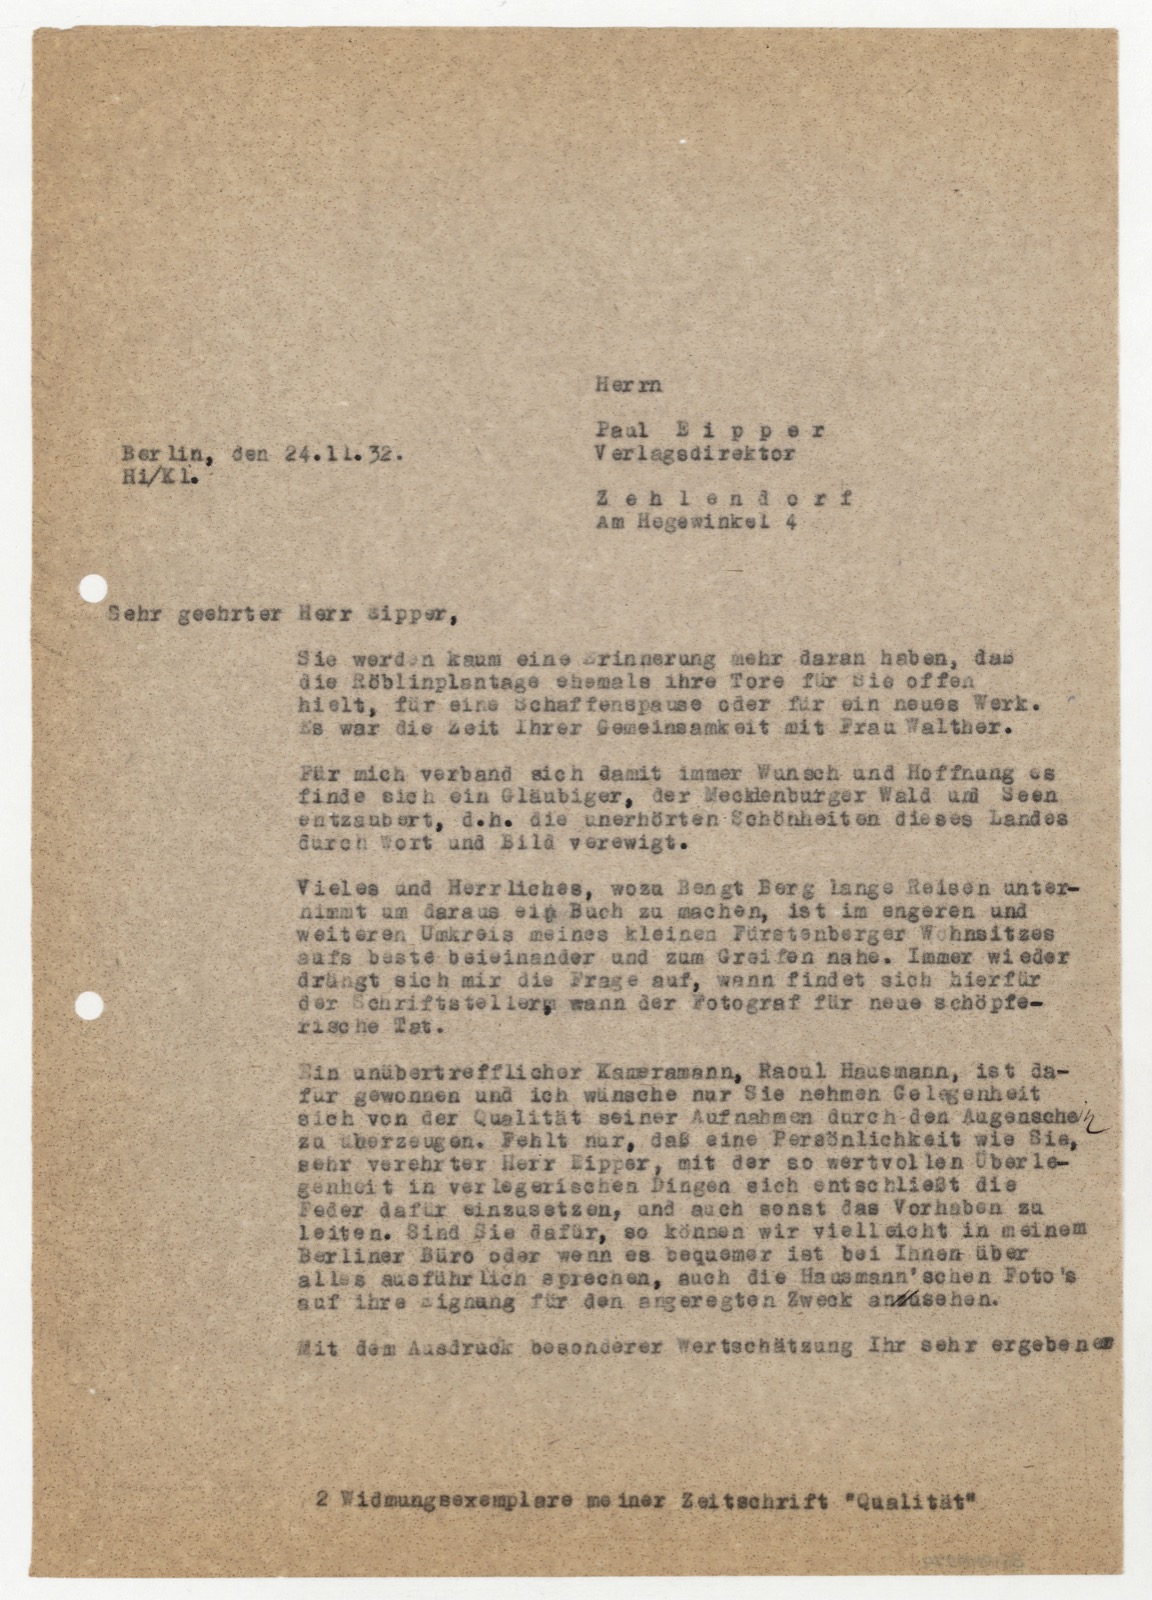 Herrn
Paul E i p p e r
Verlagsdirektor
Berlin, den 24.11.32.
Hi/Kl.
Z e h l e n d o r f
Am Hegewinkel 4
Sehr geehrter Herr Eipper,
Sie werden kaum eine Erinnerung mehr daran haben, daß
die Röblinplantage ehemals ihre Tore für Sie offen
hielt, für eine Schaffenspause oder für ein neues Werk.
Es war die Zeit Ihrer Gemeinsamkeit mit Frau Walther.
Für mich verband sich damit immer Wunsch und Hoffnung es
finde sich ein Gläubiger, der Mecklenburger Wald und Seen
entzaubert, d.h. die unerhörten Schönheiten dieses Landes
durch Wort und Bild verewigt.
Vieles und Herrliches, wozu Bengt Berg lange Reisen unter-
nimmt um daraus ein Buch zu machen, ist im engeren und
weiteren Umkreis meines kleinen Fürstenberger Wohnsitzes
aufs beste beieinander und zum Greifen nahe. Immer wieder
drängt sich mir die Frage auf, wann findet sich hierfür
der Schriftsteller, wann der Fotograf für neue schöpfe-
rische Tat.
Ein unübertrefflicher Kameramann, Raoul Hausmann, ist da-
für gewonnen und ich wünsche nur Sie nehmen Gelegenheit
sich von der Qualität seiner Aufnahmen durch den Augenschein
zu überzeugen. Fehlt nur, daß eine Persönlichkeit wie Sie,
sehr verehrter Herr Eipper, mit der so wertvollen Überle-
genheit in verlegerischen Dingen sich entschließt die
Feder dafür einzusetzen, und auch sonst das Vorhaben zu
leiten. Sind Sie dafür, so können wir vielleicht in meinem
Berliner Büro oder wenn es bequemer ist bei Ihnen über
alles ausführlich sprechen, auch die Hausmann'schen Foto's
auf ihre Eignung für den angeregten Zweck anzusehen.
Mit dem Ausdruck besonderer Wertschätzung Ihr sehr ergebener
2 Widmungsexemplare meiner Zeitschrift "Qualität"